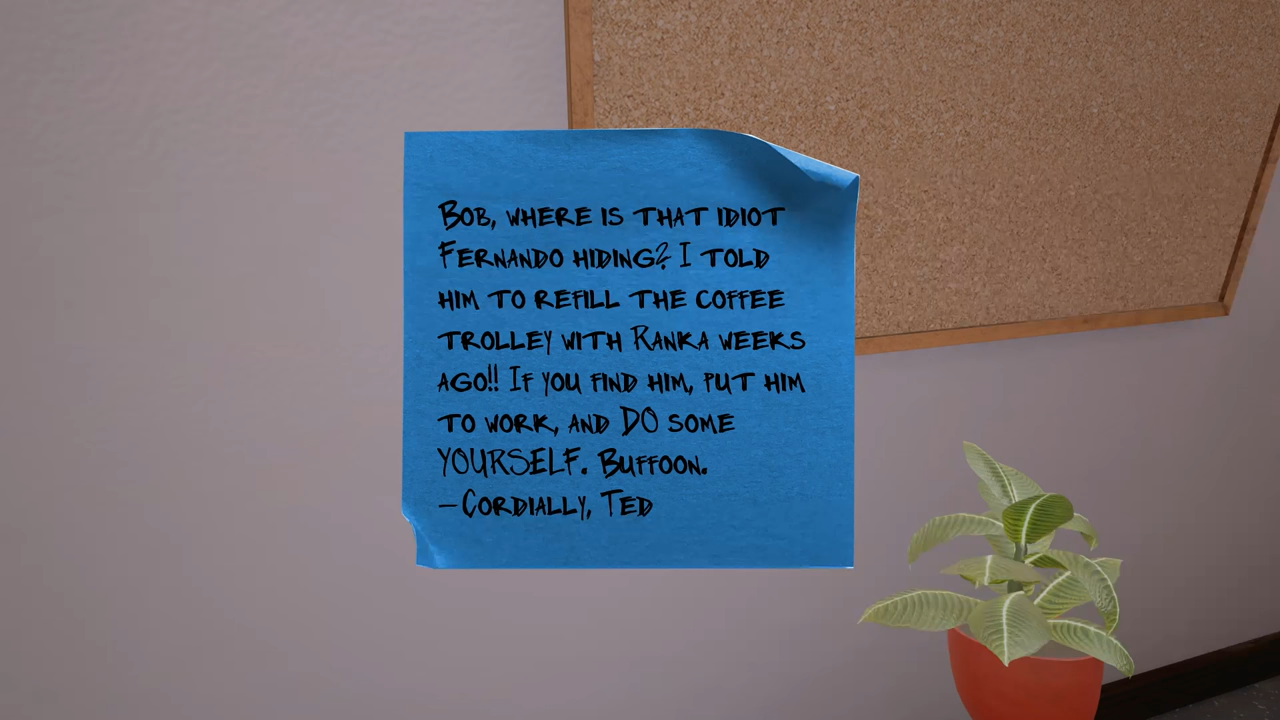 Bob, where is that idiot
Fernando hiding? I told
him to refill the coffee
trolley with Ranka weeks
ago!! If you find him, put him
to work, and DO some
YOURSELF. Buffoon.
– Cordially, Ted